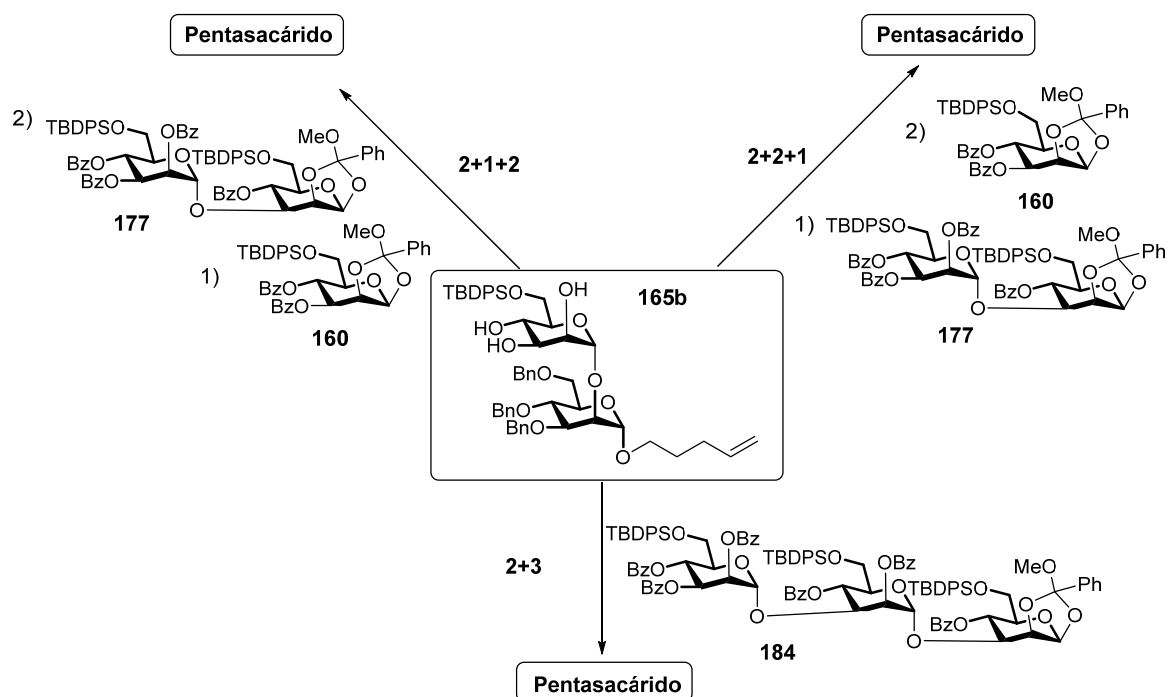 Pentasacárido
Pentasacárido
2)
TBDPSO
OBz
BzO
BzO
O
TBDPSO
MeO
Ph
O
O
BzO
O
O
177
2+1+2
1)
TBDPSO
MeO
Ph
O
O
BzO
BzO
O
160
2+2+1
2)
TBDPSO
MeO
Ph
O
O
BzO
BzO
O
160
1)
TBDPSO
OBz
BzO
BzO
O
TBDPSO
MeO
Ph
O
O
BzO
O
O
177
165b
TBDPSO
OH
HO
HO
O
O
BnO
BnO
BnO
O
O
2+3
TBDPSO
OBz
BzO
BzO
O
TBDPSO
OBz
BzO
O
O
TBDPSO
MeO
Ph
O
O
BzO
O
O
184
Pentasacárido